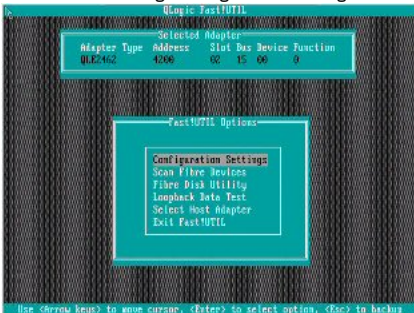 QLogic Fast!UTIL
Selected Adapter
Adapter Type Address Slot Bus Device Function
QLE2462 4200 02 15 00 0
Fast!UTIL Options
Configuration Settings
Scan Fibre Devices
Fibre Disk Utility
Loopback Data Test
Select Host Adapter
Exit Fast!UTIL
Use <Arrow keys> to move cursor, <Enter> to select option, <Esc> to backup